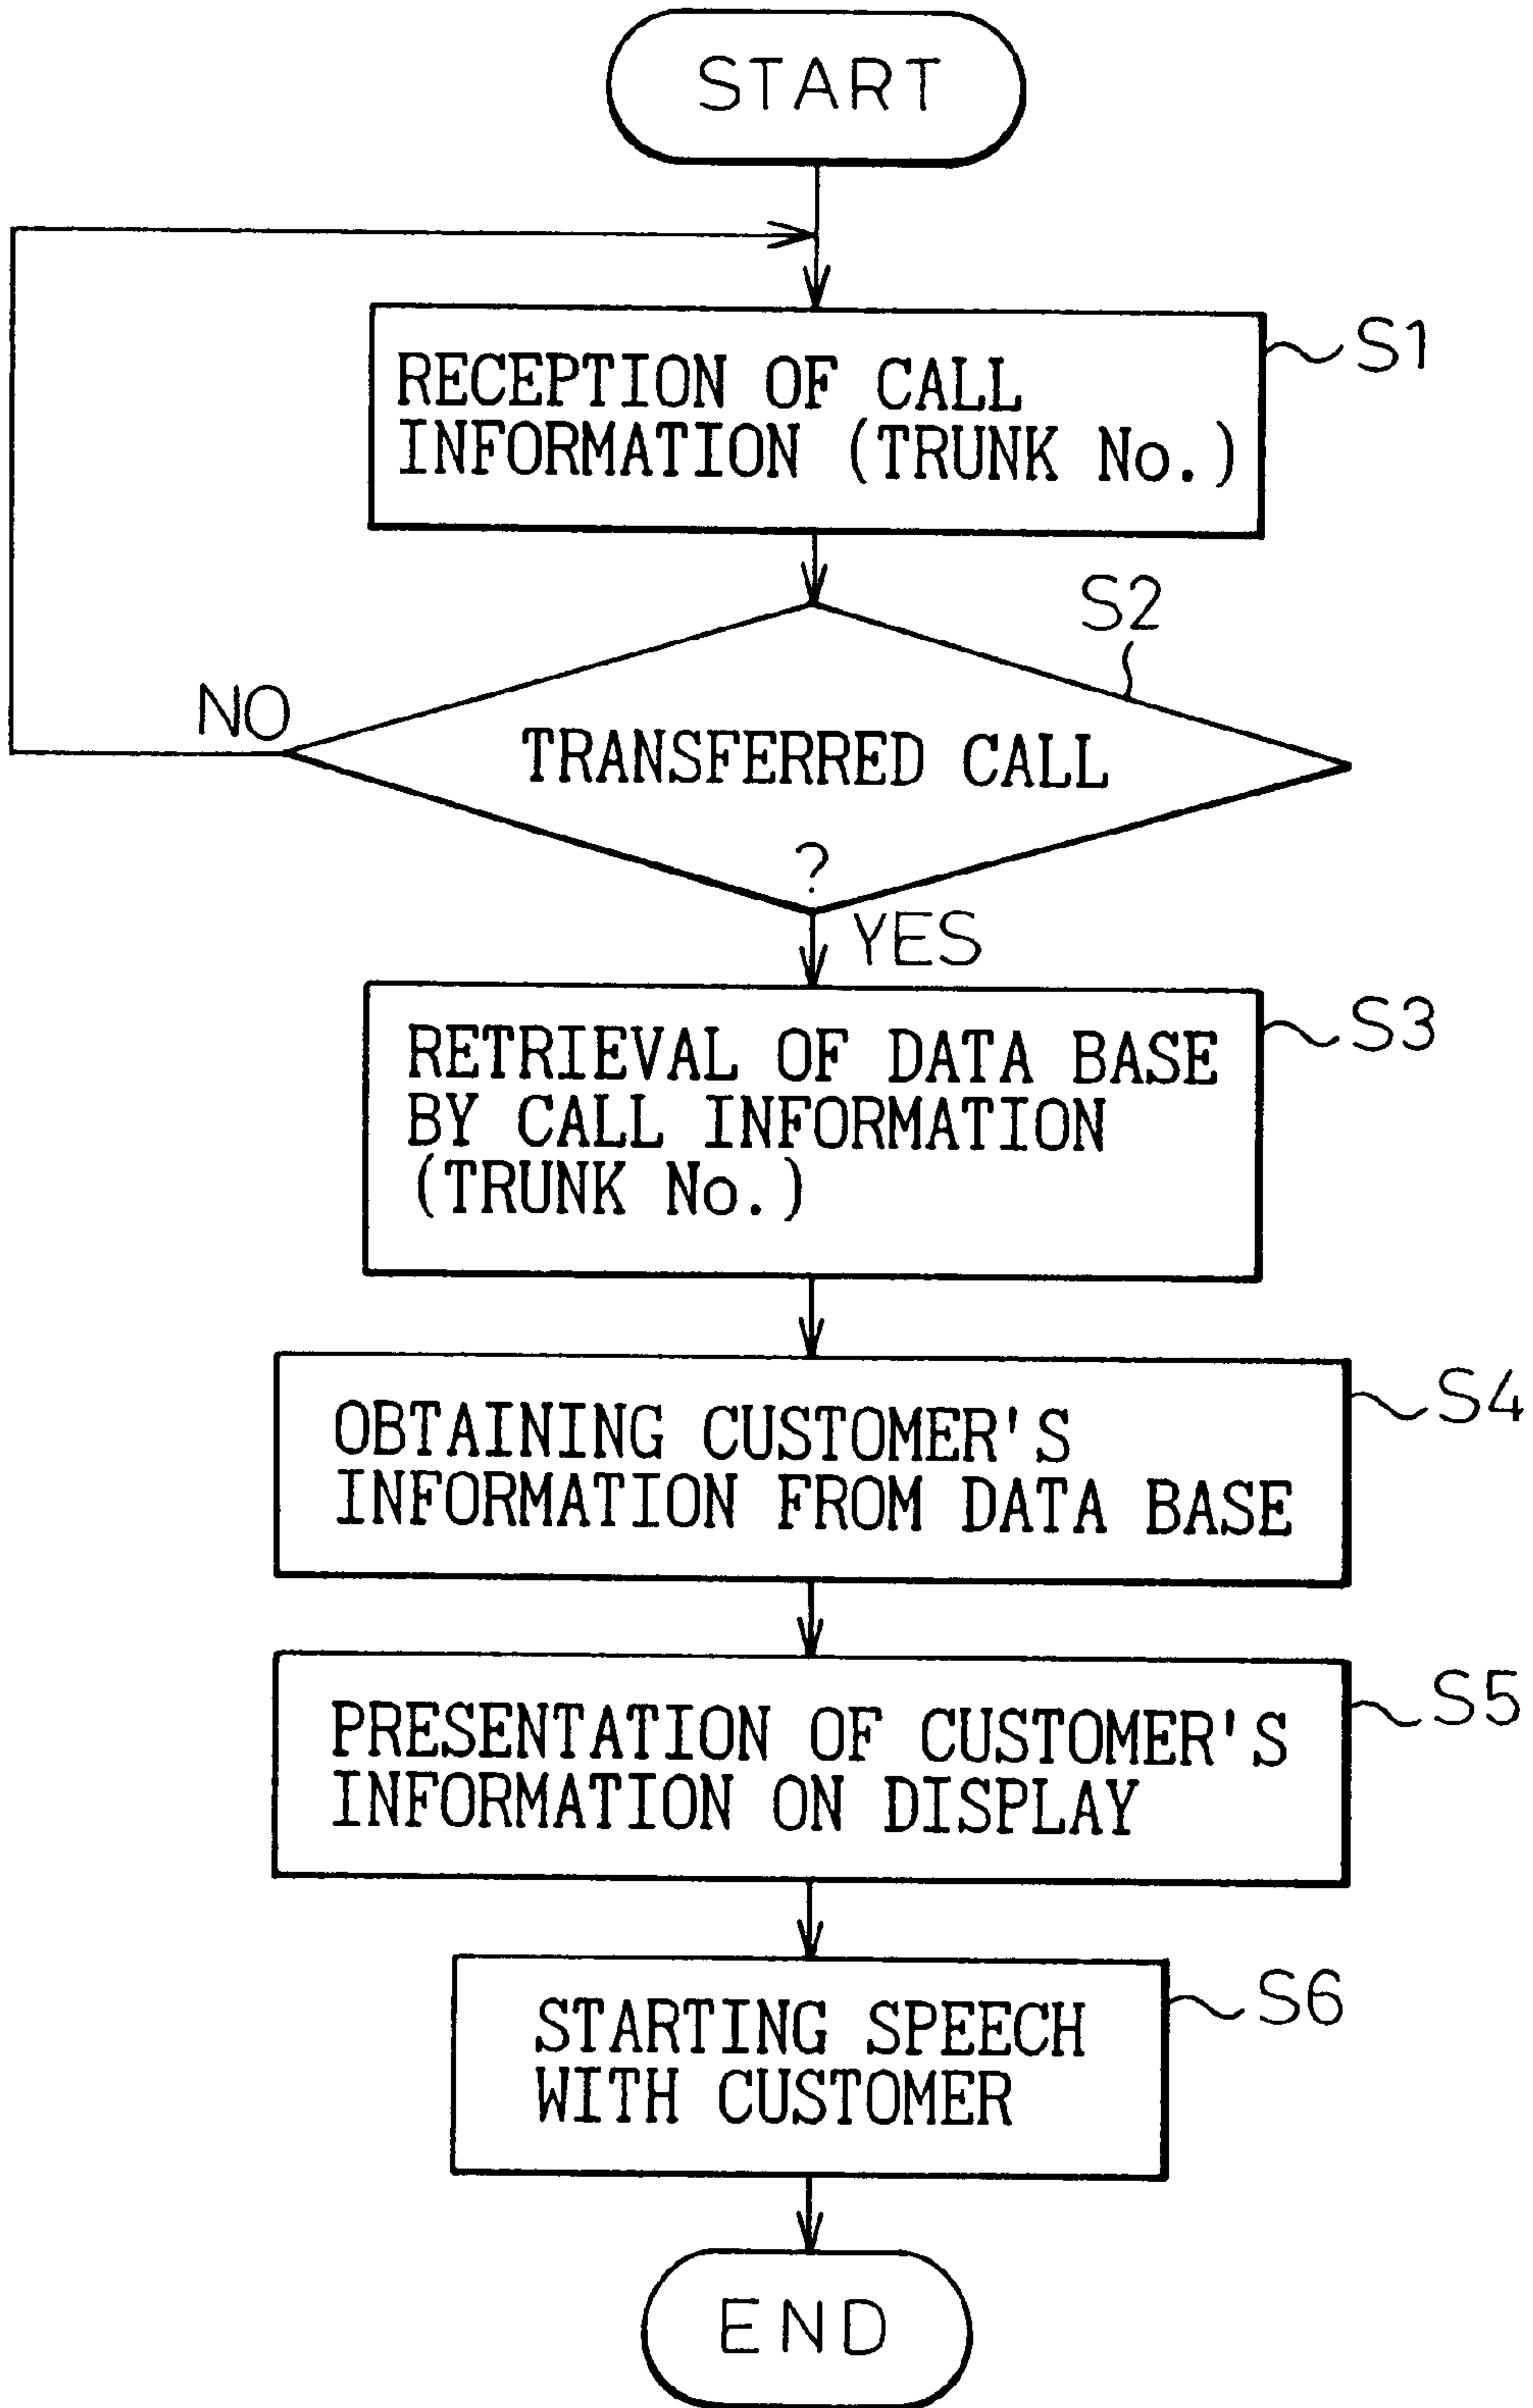 START
RECEPTION OF CALL
INFORMATION (TRUNK No.)
S1
S2
NO
TRANSFERRED CALL
?
YES
RETRIEVAL OF DATA BASE
BY CALL INFORMATION
(TRUNK No.)
S3
OBTAINING CUSTOMER'S
INFORMATION FROM DATA BASE
S4
PRESENTATION OF CUSTOMER'S
INFORMATION ON DISPLAY
S5
STARTING SPEECH
WITH CUSTOMER
S6
END